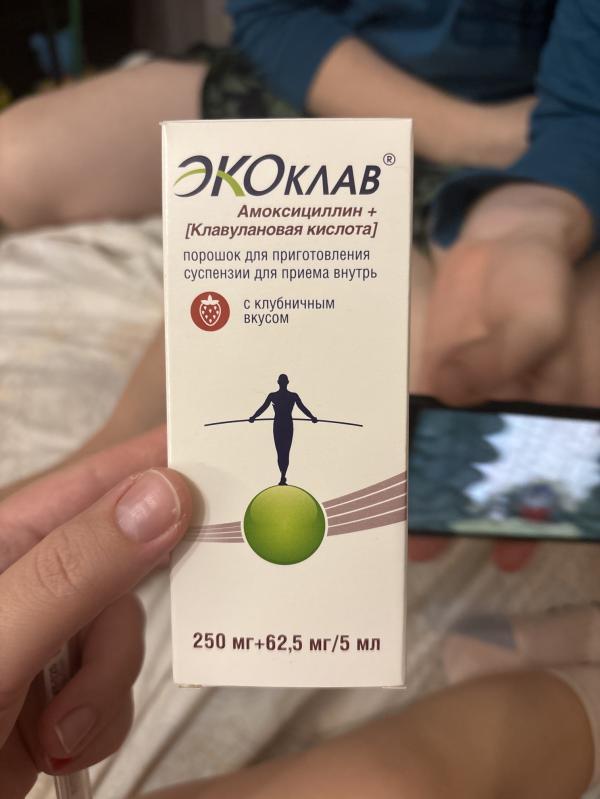 ЭКОКЛАВ®
Амоксициллин +
[Клавулановая кислота]
порошок для приготовления
суспензии для приема внутрь
с клубничным
вкусом
250 мг+62,5 мг/5 мл